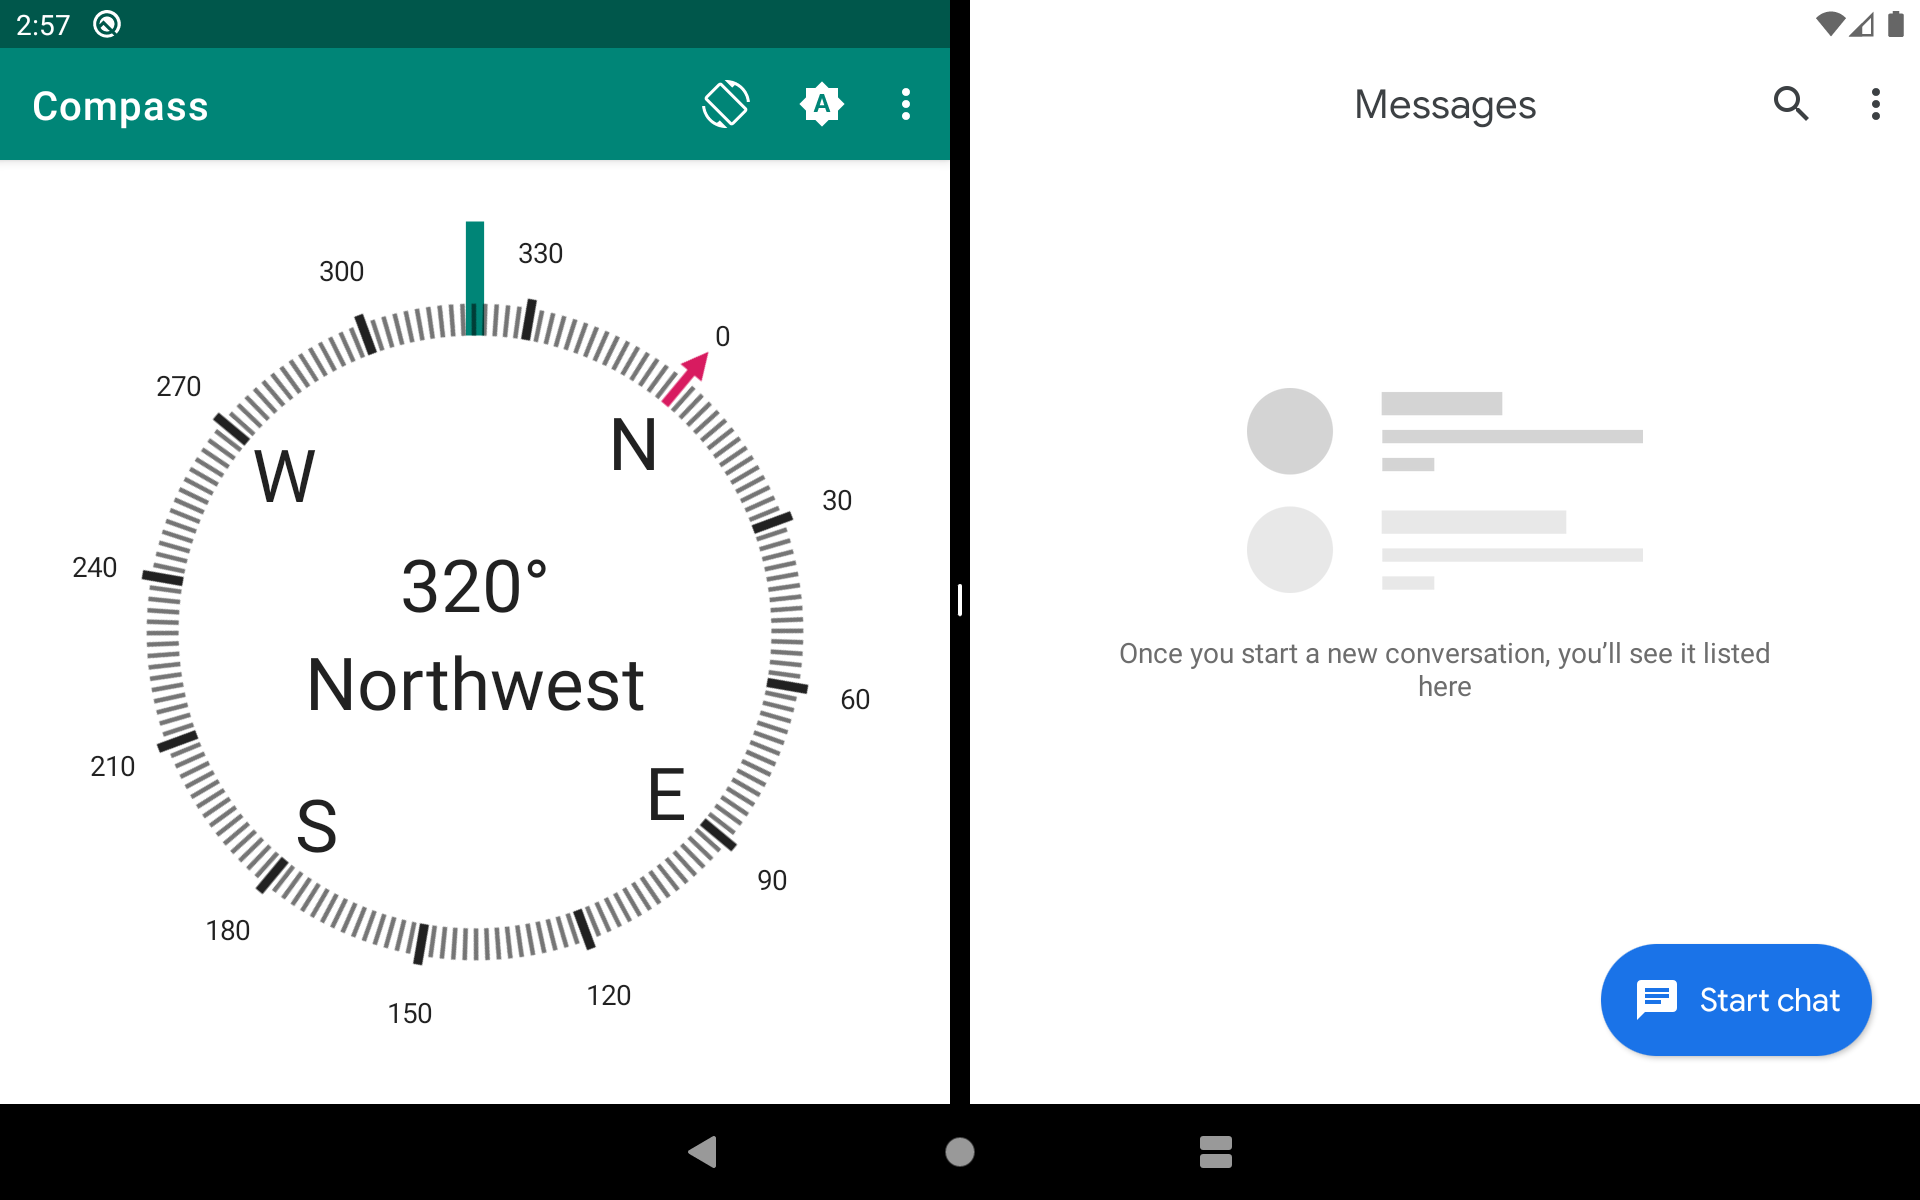 2:57
Compass
A
Messages
300
330
0
270
N
W
30
240
320°
Northwest
60
210
E
S
90
180
120
150
Once you start a new conversation, you’ll see it listed
here
Start chat